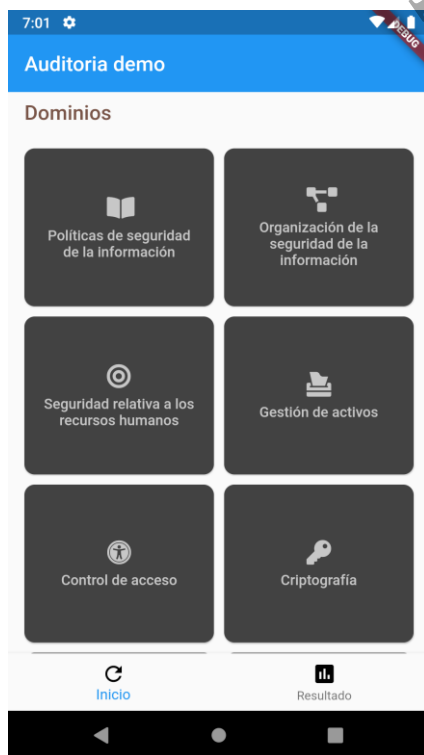 7:01
DEBUG
Auditoria demo
Dominios
Políticas de seguridad
de la información
Organización de la
seguridad de la
información
Seguridad relativa a los
recursos humanos
Gestión de activos
Control de acceso
Criptografía
Inicio
Resultado